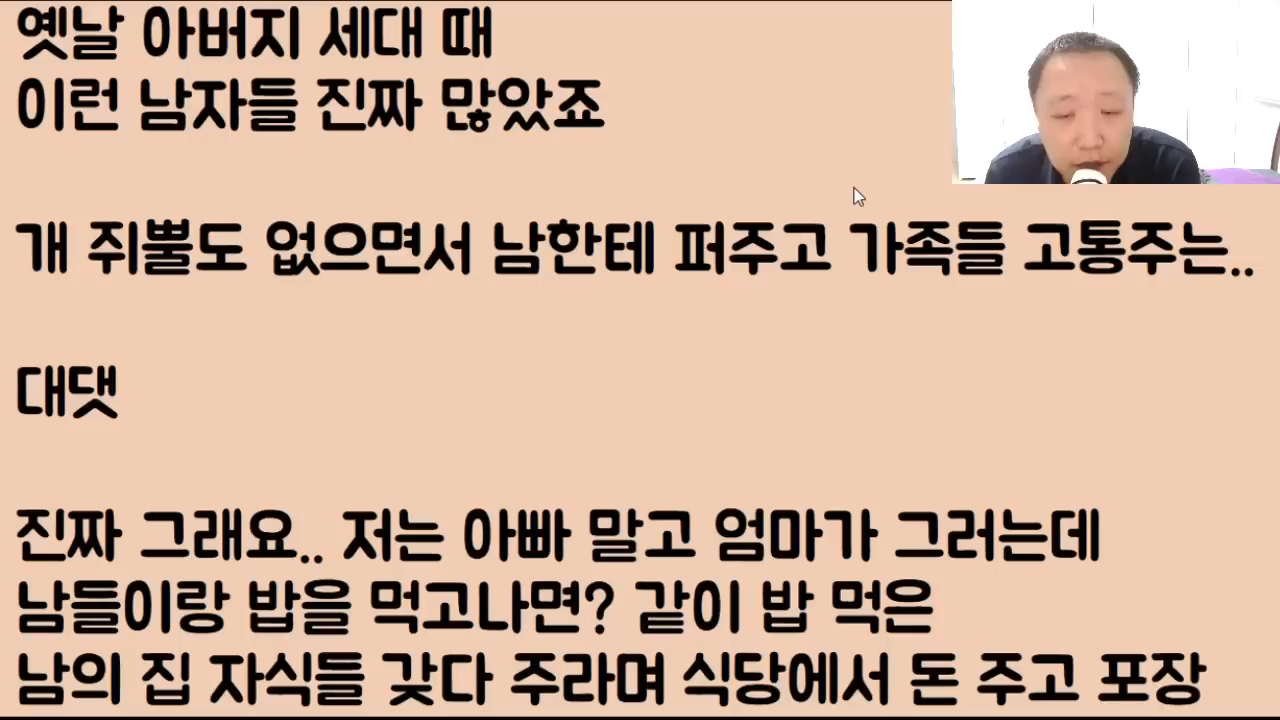 옛날 아버지 세대 때
이런 남자들 진짜 많았죠
개 쥐뿔도 없으면서 남한테 퍼주고 가족들 고통주는..
대댓
진짜 그래요.. 저는 아빠 말고 엄마가 그러는데
남들이랑 밥을 먹고나면? 같이 밥 먹은
남의 집 자식들 갖다 주라며 식당에서 돈 주고 포장